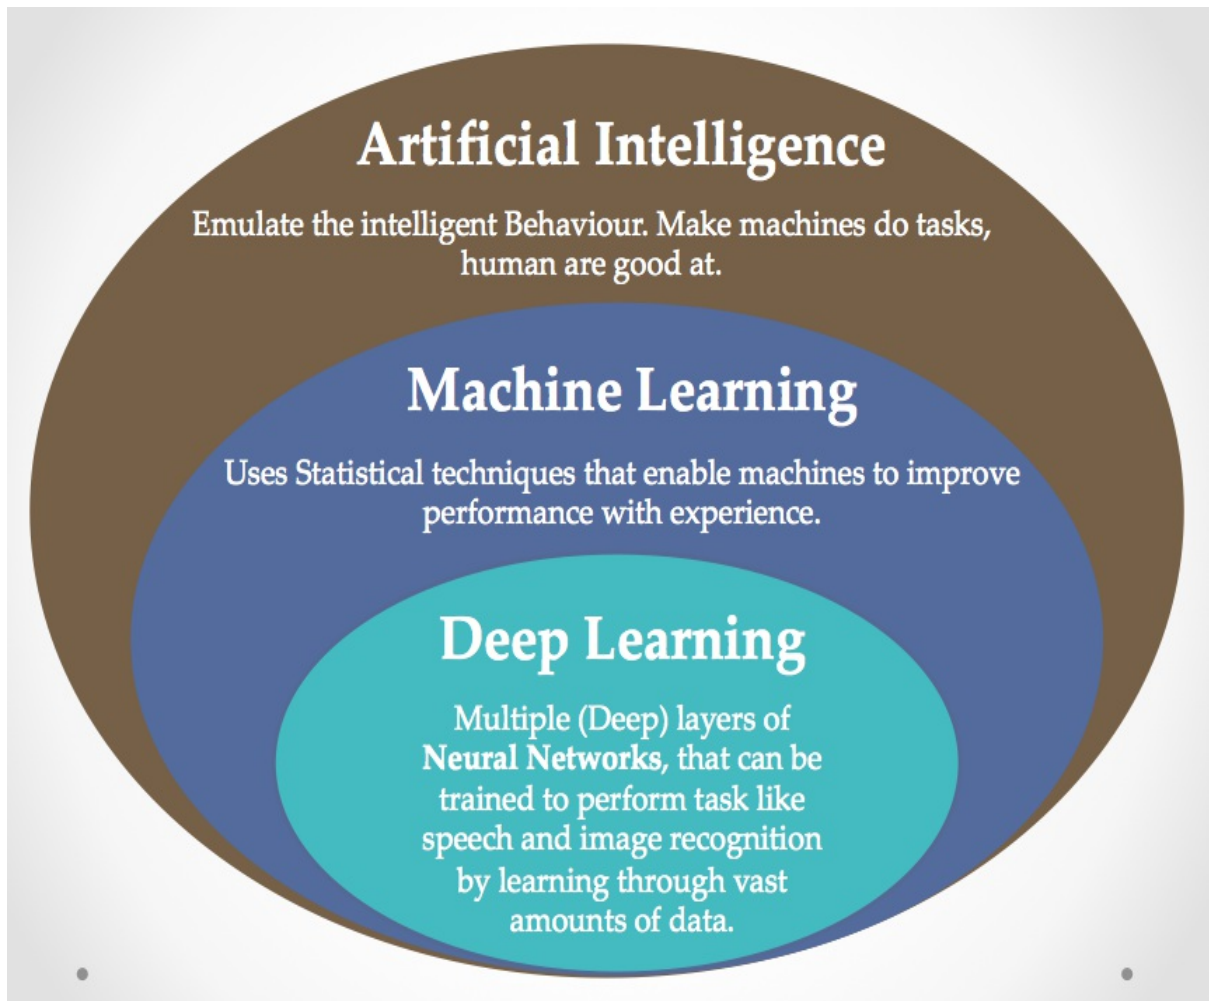 Artificial Intelligence
Emulate the intelligent Behaviour. Make machines do tasks,
human are good at.
Machine Learning
Uses Statistical techniques that enable machines to improve
performance with experience.
Deep Learning
Multiple (Deep) layers of
Neural Networks, that can be
trained to perform task like
speech and image recognition
by learning through vast
amounts of data.